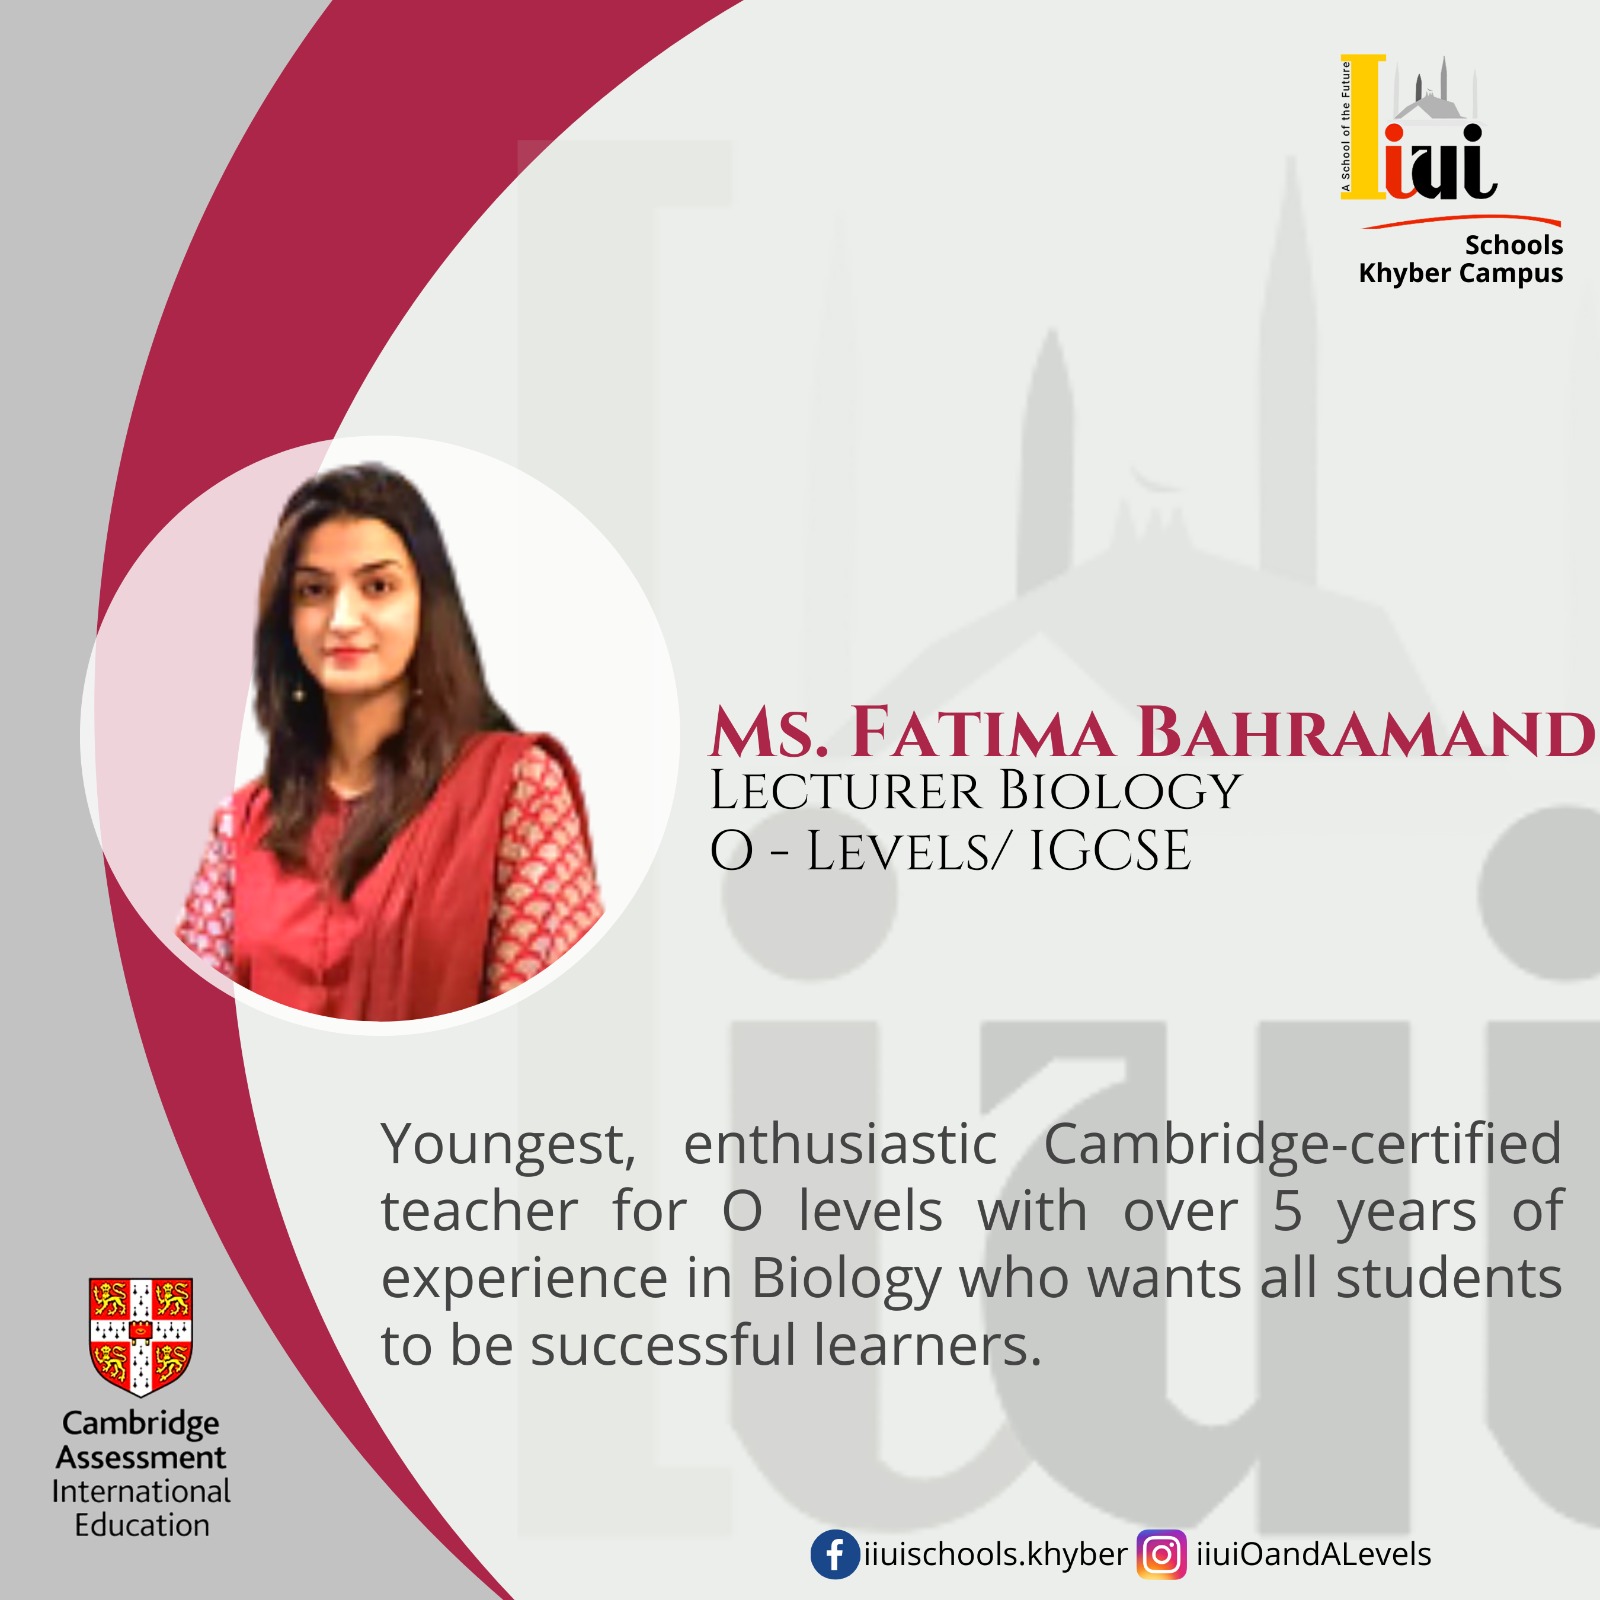 A School of the Future
Iiui
Schools
Khyber Campus
Ms. Fatima Bahramand
Lecturer Biology
O - Levels/ IGCSE
Youngest, enthusiastic Cambridge-certified
teacher for O levels with over 5 years of
experience in Biology who wants all students
to be successful learners.
Cambridge
Assessment
International
Education
iiuischools.khyber iiuiOandALevels